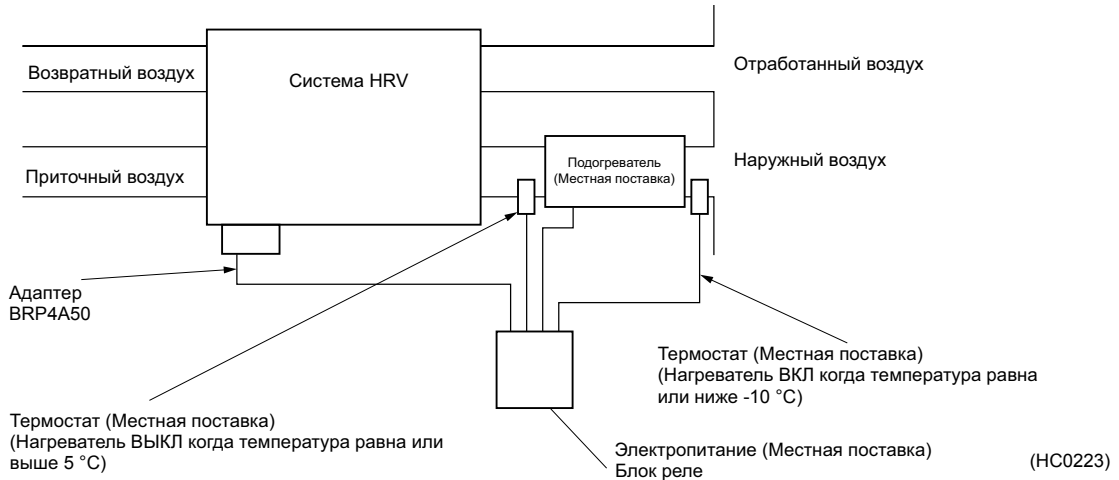 Возвратный воздух
Система HRV
Отработанный воздух
Приточный воздух
Подогреватель
(Местная поставка)
Наружный воздух
Адаптер
BRP4A50
Термостат (Местная поставка)
(Нагреватель ВКЛ когда температура равна
или ниже -10 °C)
Термостат (Местная поставка)
(Нагреватель ВЫКЛ когда температура равна или
выше 5 °C)
Электропитание (Местная поставка)
Блок реле
(HC0223)